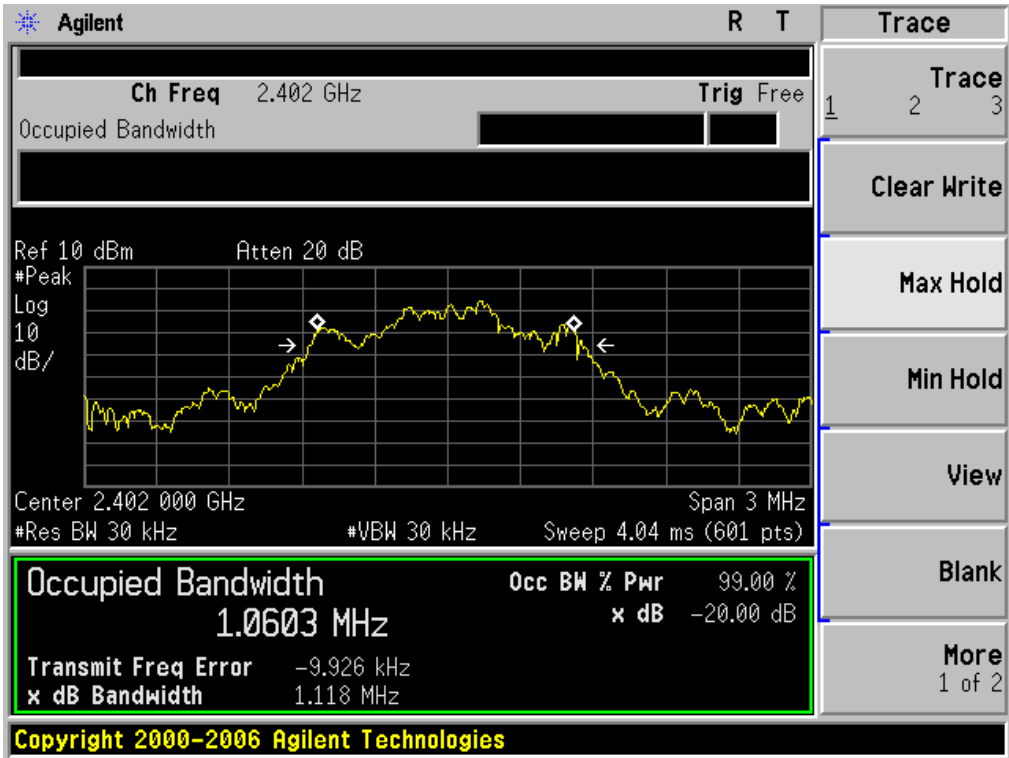 Agilent R T
Ch Freq 2.402 GHz Trig Free
Occupied Bandwidth
Ref 10 dBm Atten 20 dB
#Peak
Log
10
dB/
Center 2.402 000 GHz Span 3 MHz
#Res BW 30 kHz #VBW 30 kHz Sweep 4.04 ms (601 pts)
Occupied Bandwidth Occ BW % Pwr 99.00 %
1.0603 MHz x dB -20.00 dB
Transmit Freq Error -9.926 kHz
x dB Bandwidth 1.118 MHz
Copyright 2000-2006 Agilent Technologies
Trace
Trace
1 2 3
Clear Write
Max Hold
Min Hold
View
Blank
More
1 of 2